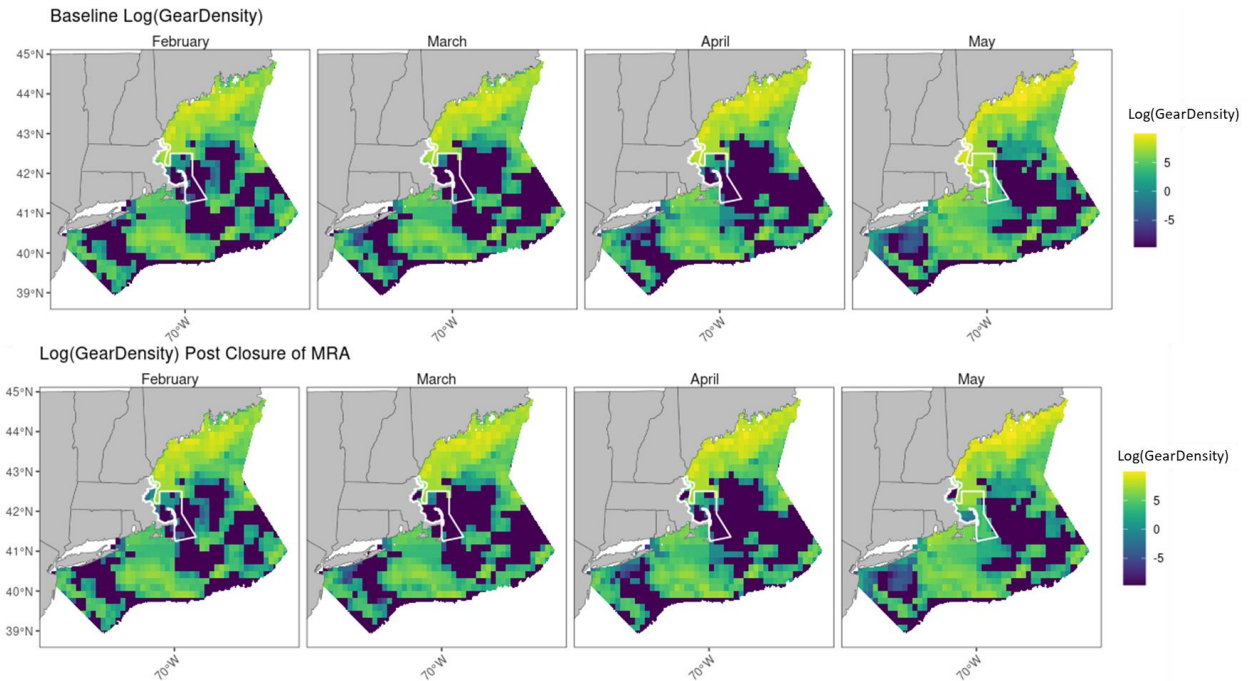 Baseline Log(GearDensity)
February March April May
45°N
44°N
43°N
42°N
41°N
40°N
39°N
70°W 70°W 70°W 70°W
Log(GearDensity)
5
0
-5
Log(GearDensity) Post Closure of MRA
February March April May
45°N
44°N
43°N
42°N
41°N
40°N
39°N
70°W 70°W 70°W 70°W
Log(GearDensity)
5
0
-5